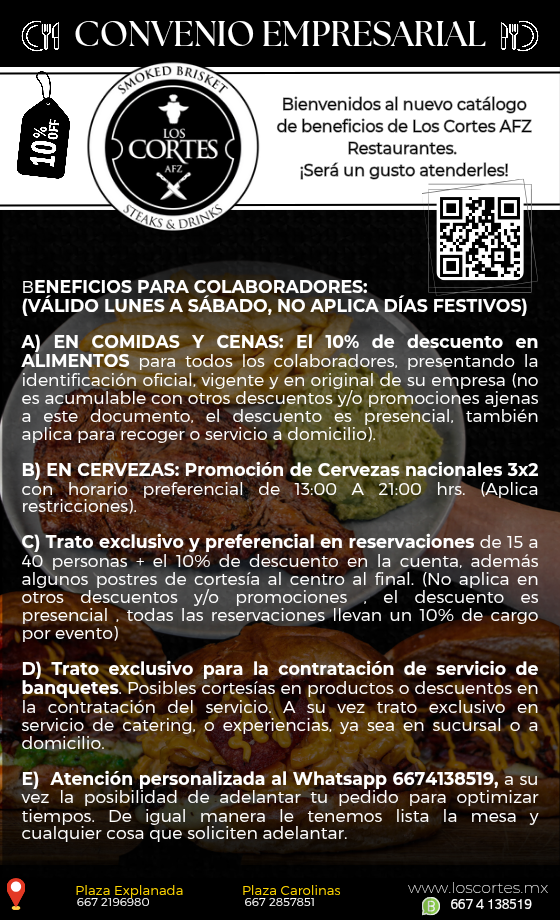 CONVENIO EMPRESARIAL
10% OFF
SMOKED BRISKET
LOS
CORTES
AFZ
STEAKS & DRINKS
Bienvenidos al nuevo catálogo
de beneficios de Los Cortes AFZ
Restaurantes.
¡Será un gusto atenderles!
BENEFICIOS PARA COLABORADORES:
(VÁLIDO LUNES A SÁBADO, NO APLICA DÍAS FESTIVOS)
A) EN COMIDAS Y CENAS: El 10% de descuento en
ALIMENTOS para todos los colaboradores, presentando la
identificación oficial, vigente y en original de su empresa (no
es acumulable con otros descuentos y/o promociones ajenas
a este documento, el descuento es presencial, también
aplica para recoger o servicio a domicilio).
B) EN CERVEZAS: Promoción de Cervezas nacionales 3x2
con horario preferencial de 13:00 A 21:00 hrs. (Aplica
restricciones).
C) Trato exclusivo y preferencial en reservaciones de 15 a
40 personas + el 10% de descuento en la cuenta, además
algunos postres de cortesía al centro al final. (No aplica en
otros descuentos y/o promociones , el descuento es
presencial , todas las reservaciones llevan un 10% de cargo
por evento)
D) Trato exclusivo para la contratación de servicio de
banquetes. Posibles cortesías en productos o descuentos en
la contratación del servicio. A su vez trato exclusivo en
servicio de catering, o experiencias, ya sea en sucursal o a
domicilio.
E) Atención personalizada al Whatsapp 6674138519, a su
vez la posibilidad de adelantar tu pedido para optimizar
tiempos. De igual manera le tenemos lista la mesa y
cualquier cosa que soliciten adelantar.
Plaza Explanada
667 2196980
Plaza Carolinas
667 2857851
www.loscortes.mx
667 4 138519